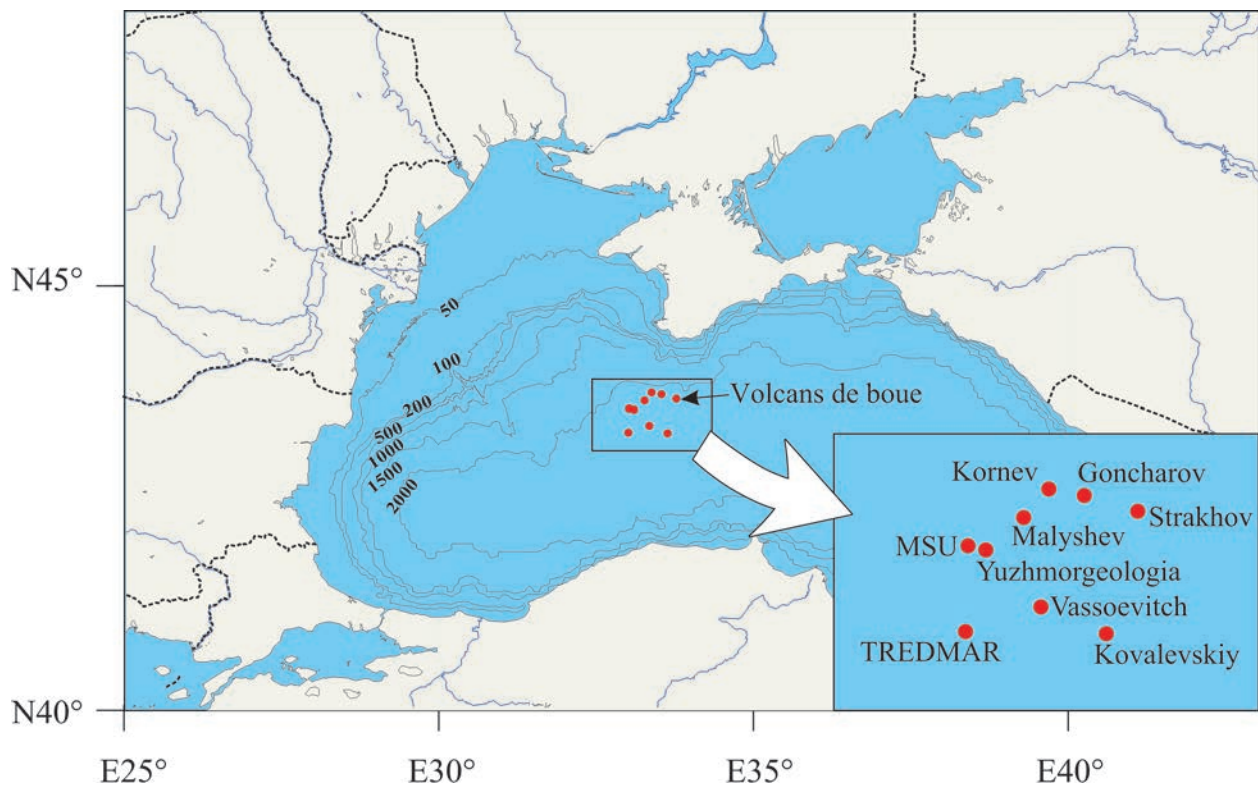 N45°
50
100
200
500
1000
1500
2000
Volcans de boue
Kornev
Goncharov
Strakhov
Malyshev
MSU
Yuzhmorgeologia
Vassoevitch
TREDMAR
Kovalevskiy
N40°
E25°
E30°
E35°
E40°